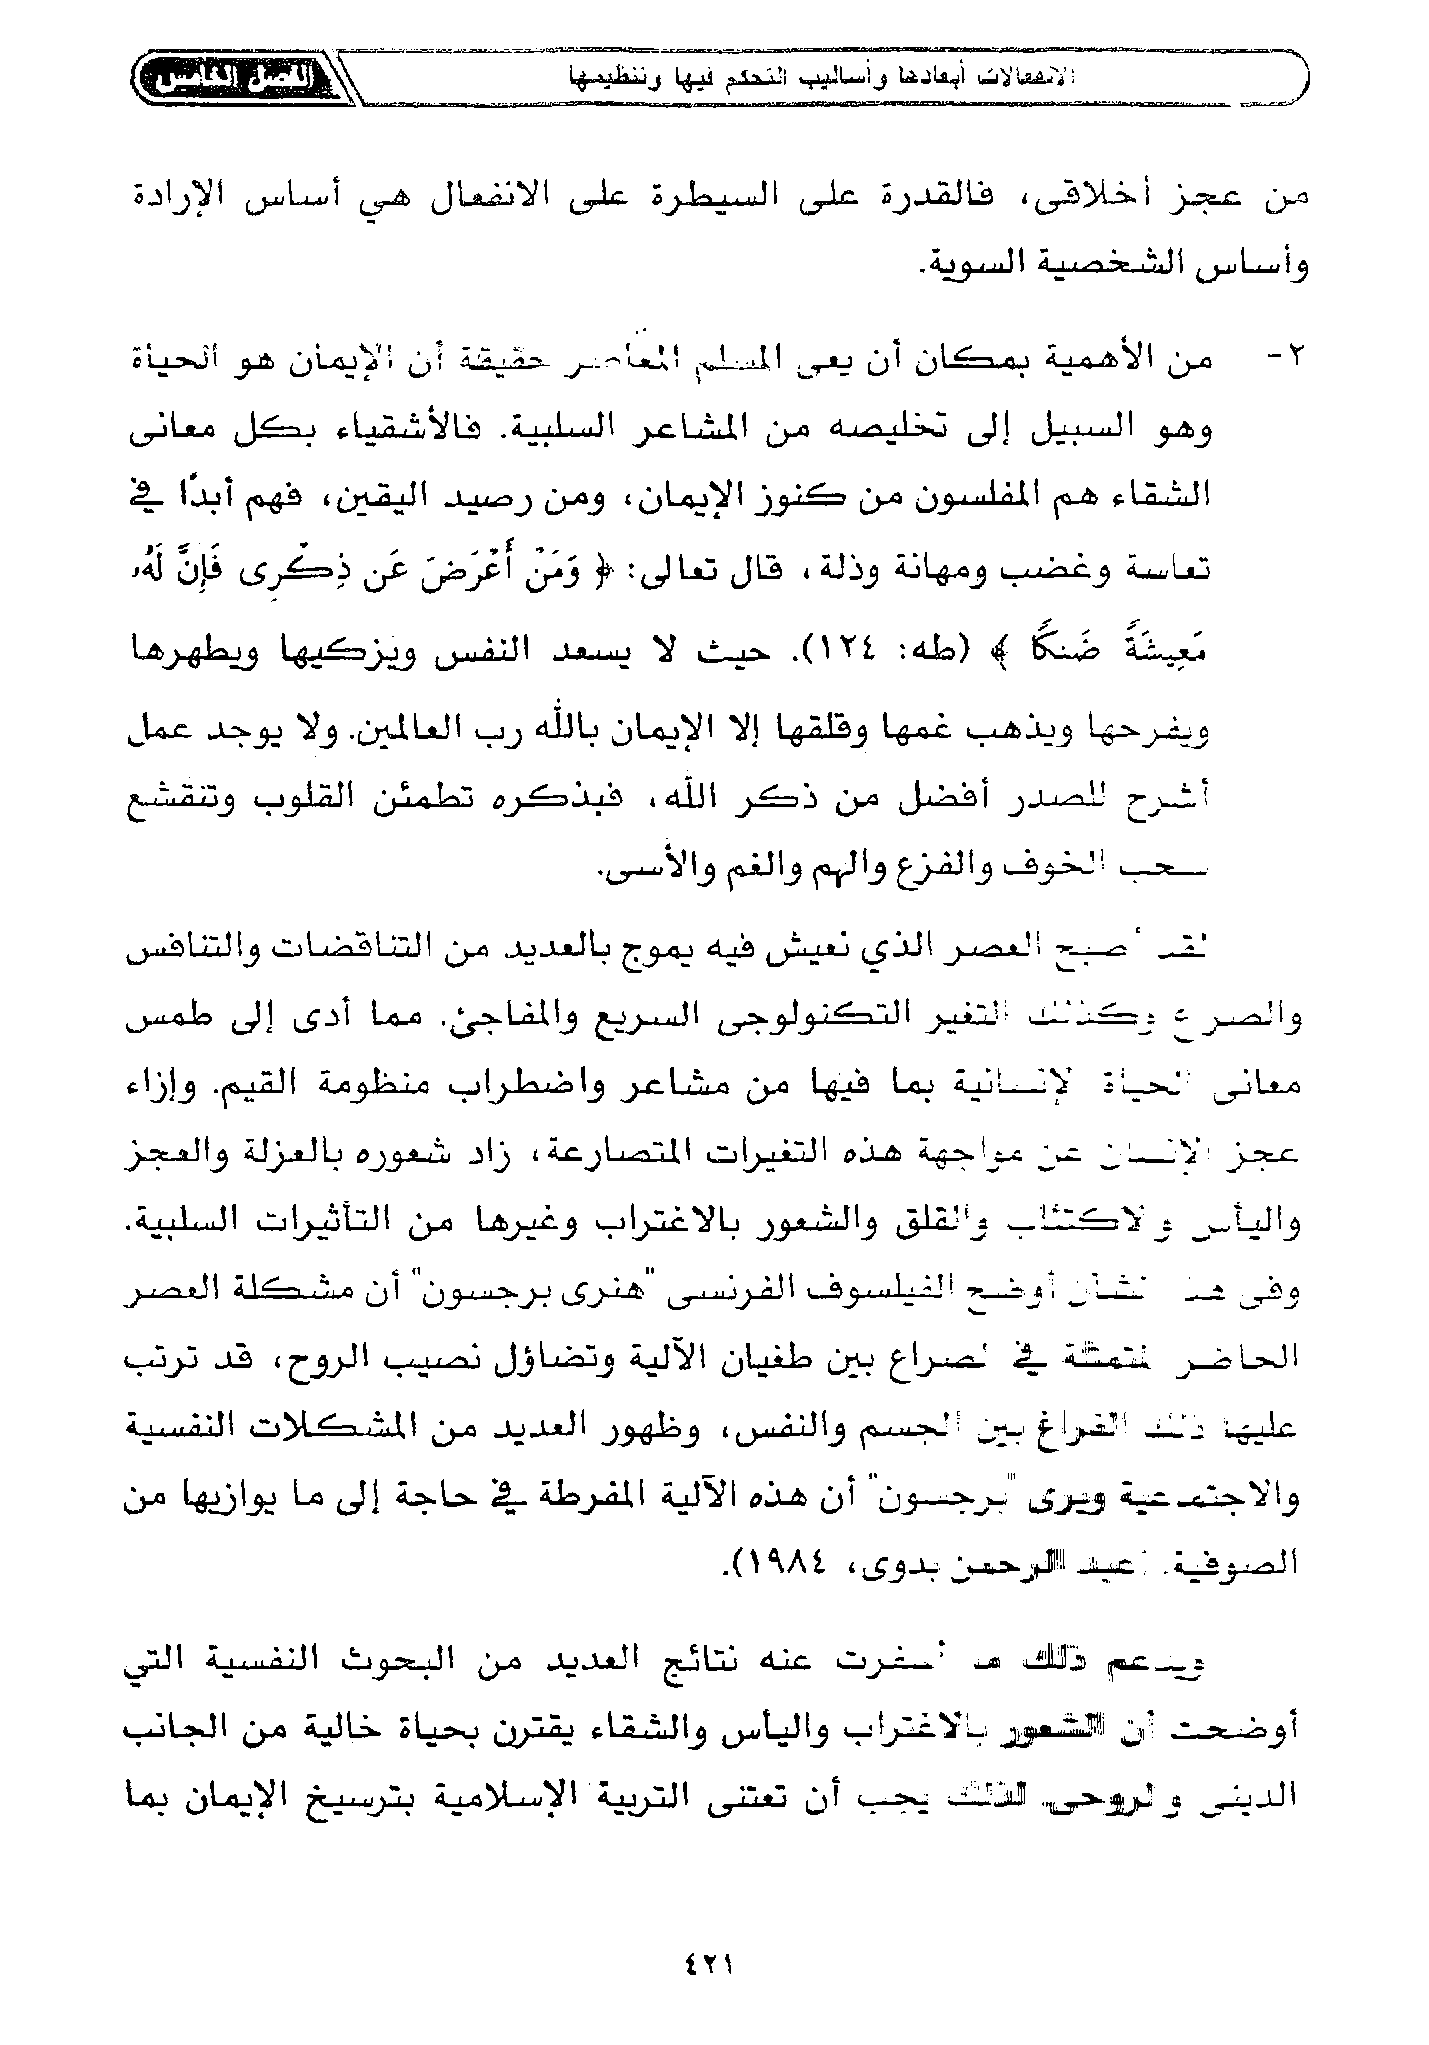 الانفعالات أبعادها وأساليب التحكم فيها وتنظيمها
الفصل الخامس
من عجز أخلاقى، فالقدرة على السيطرة على الانفعال هي أساس الإرادة
وأساس الشخصية السوية.
٢- من الأهمية بمكان أن يعى المسلم المعاصر حقيقة أن الإيمان هو الحياة
وهو السبيل إلى تخليصه من المشاعر السلبية. فالأشقياء بكل معانى
الشقاء هم المفلسون من كنوز الإيمان، ومن رصيد اليقين، فهم أبدًا في
تعاسة وغضب ومهانة وذلة، قال تعالى: ﴿ وَمَنْ أَعْرَضَ عَن ذِكْرِى فَإِنَّ لَهُۥ
مَعِيشَةً ضَنكًا ﴾ (طه: ١٢٤). حيث لا يسعد النفس ويزكيها ويطهرها
ويفرحها ويذهب غمها وقلقها إلا الإيمان بالله رب العالمين. ولا يوجد عمل
أشرح للصدر أفضل من ذكر الله، فبذكره تطمئن القلوب وتنقشع
سحب الخوف والفزع والهم والغم والأسى.
لقد أصبح العصر الذي نعيش فيه يموج بالعديد من التناقضات والتنافس
والصراع وكذلك التغير التكنولوجى السريع والمفاجئ. مما أدى إلى طمس
معانى الحياة الإنسانية بما فيها من مشاعر واضطراب منظومة القيم. وإزاء
عجز الإنسان عن مواجهة هذه التغيرات المتصارعة، زاد شعوره بالعزلة والعجز
واليأس والاكتئاب والقلق والشعور بالاغتراب وغيرها من التأثيرات السلبية.
وفى هذا الشأن أوضح الفيلسوف الفرنسى "هنرى برجسون" أن مشكلة العصر
الحاضر المتمثلة في الصراع بين طغيان الآلية وتضاؤل نصيب الروح، قد ترتب
عليها ذلك الفراغ بين الجسم والنفس، وظهور العديد من المشكلات النفسية
والاجتماعية ويرى "برجسون" أن هذه الآلية المفرطة في حاجة إلى ما يوازيها من
الصوفية. (عبد الرحمن بدوى، ١٩٨٤).
ويدعم ذلك ما أسفرت عنه نتائج العديد من البحوث النفسية التي
أوضحت أن الشعور بالاغتراب واليأس والشقاء يقترن بحياة خالية من الجانب
الدينى والروحى. لذلك يجب أن تعتنى التربية الإسلامية بترسيخ الإيمان بما
٤٢١